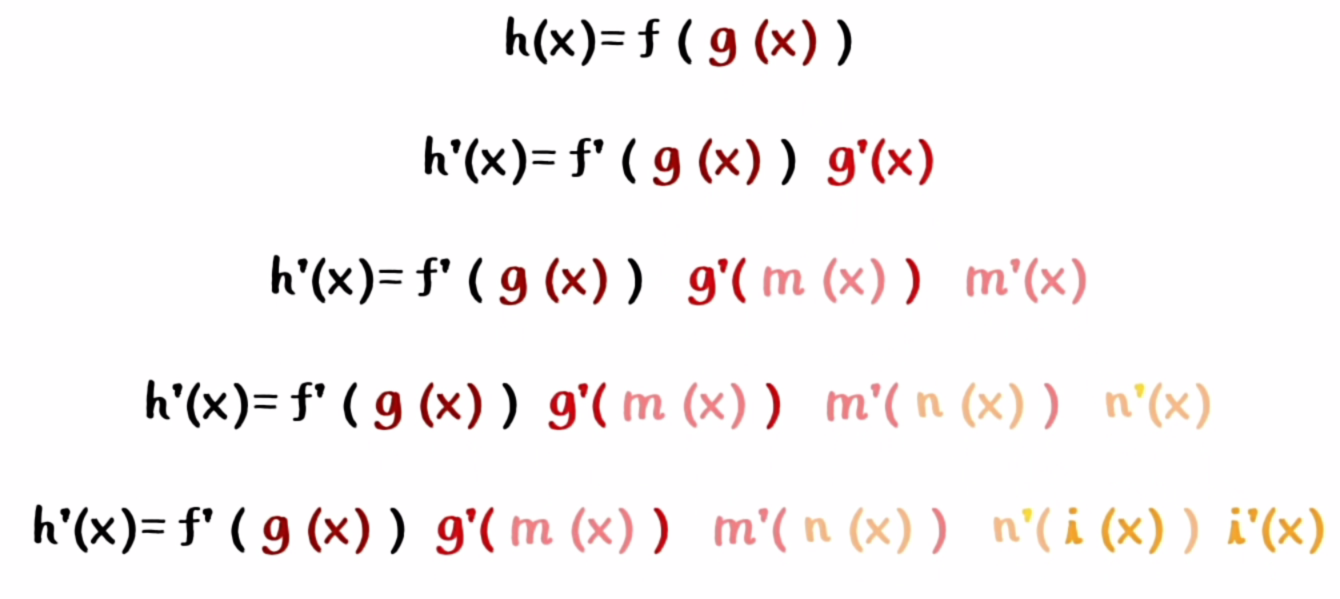 h(x)= f ( g (x) )
h'(x)= f' ( g (x) ) g'(x)
h'(x)= f' ( g (x) ) g'( m (x) ) m'(x)
h'(x)= f' ( g (x) ) g'( m (x) ) m'( n (x) ) n'(x)
h'(x)= f' ( g (x) ) g'( m (x) ) m'( n (x) ) n'( i (x) ) i'(x)